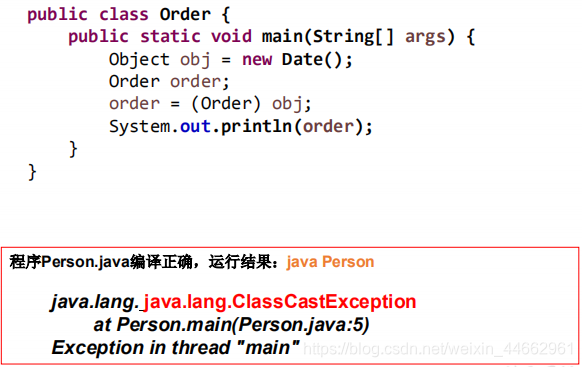 public class Order {
public static void main(String[] args) {
Object obj = new Date();
Order order;
order = (Order) obj;
System.out.println(order);
}
}
程序Person.java编译正确，运行结果：java Person
java.lang. java.lang.ClassCastException
at Person.main(Person.java:5)
Exception in thread "main"
https://blog.csdn.net/weixin_44662961